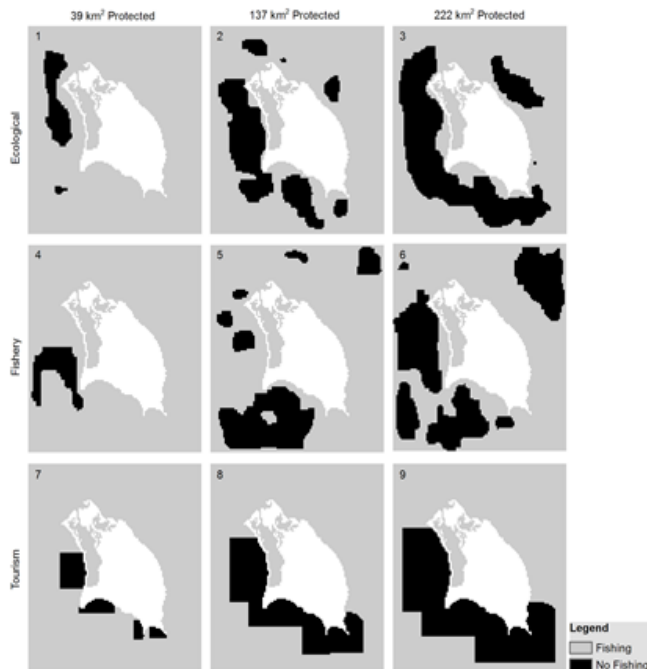 39 km² Protected
137 km² Protected
222 km² Protected
Ecological
1
2
3
Fishery
4
5
6
Tourism
7
8
9
Legend
Fishing
No Fishing